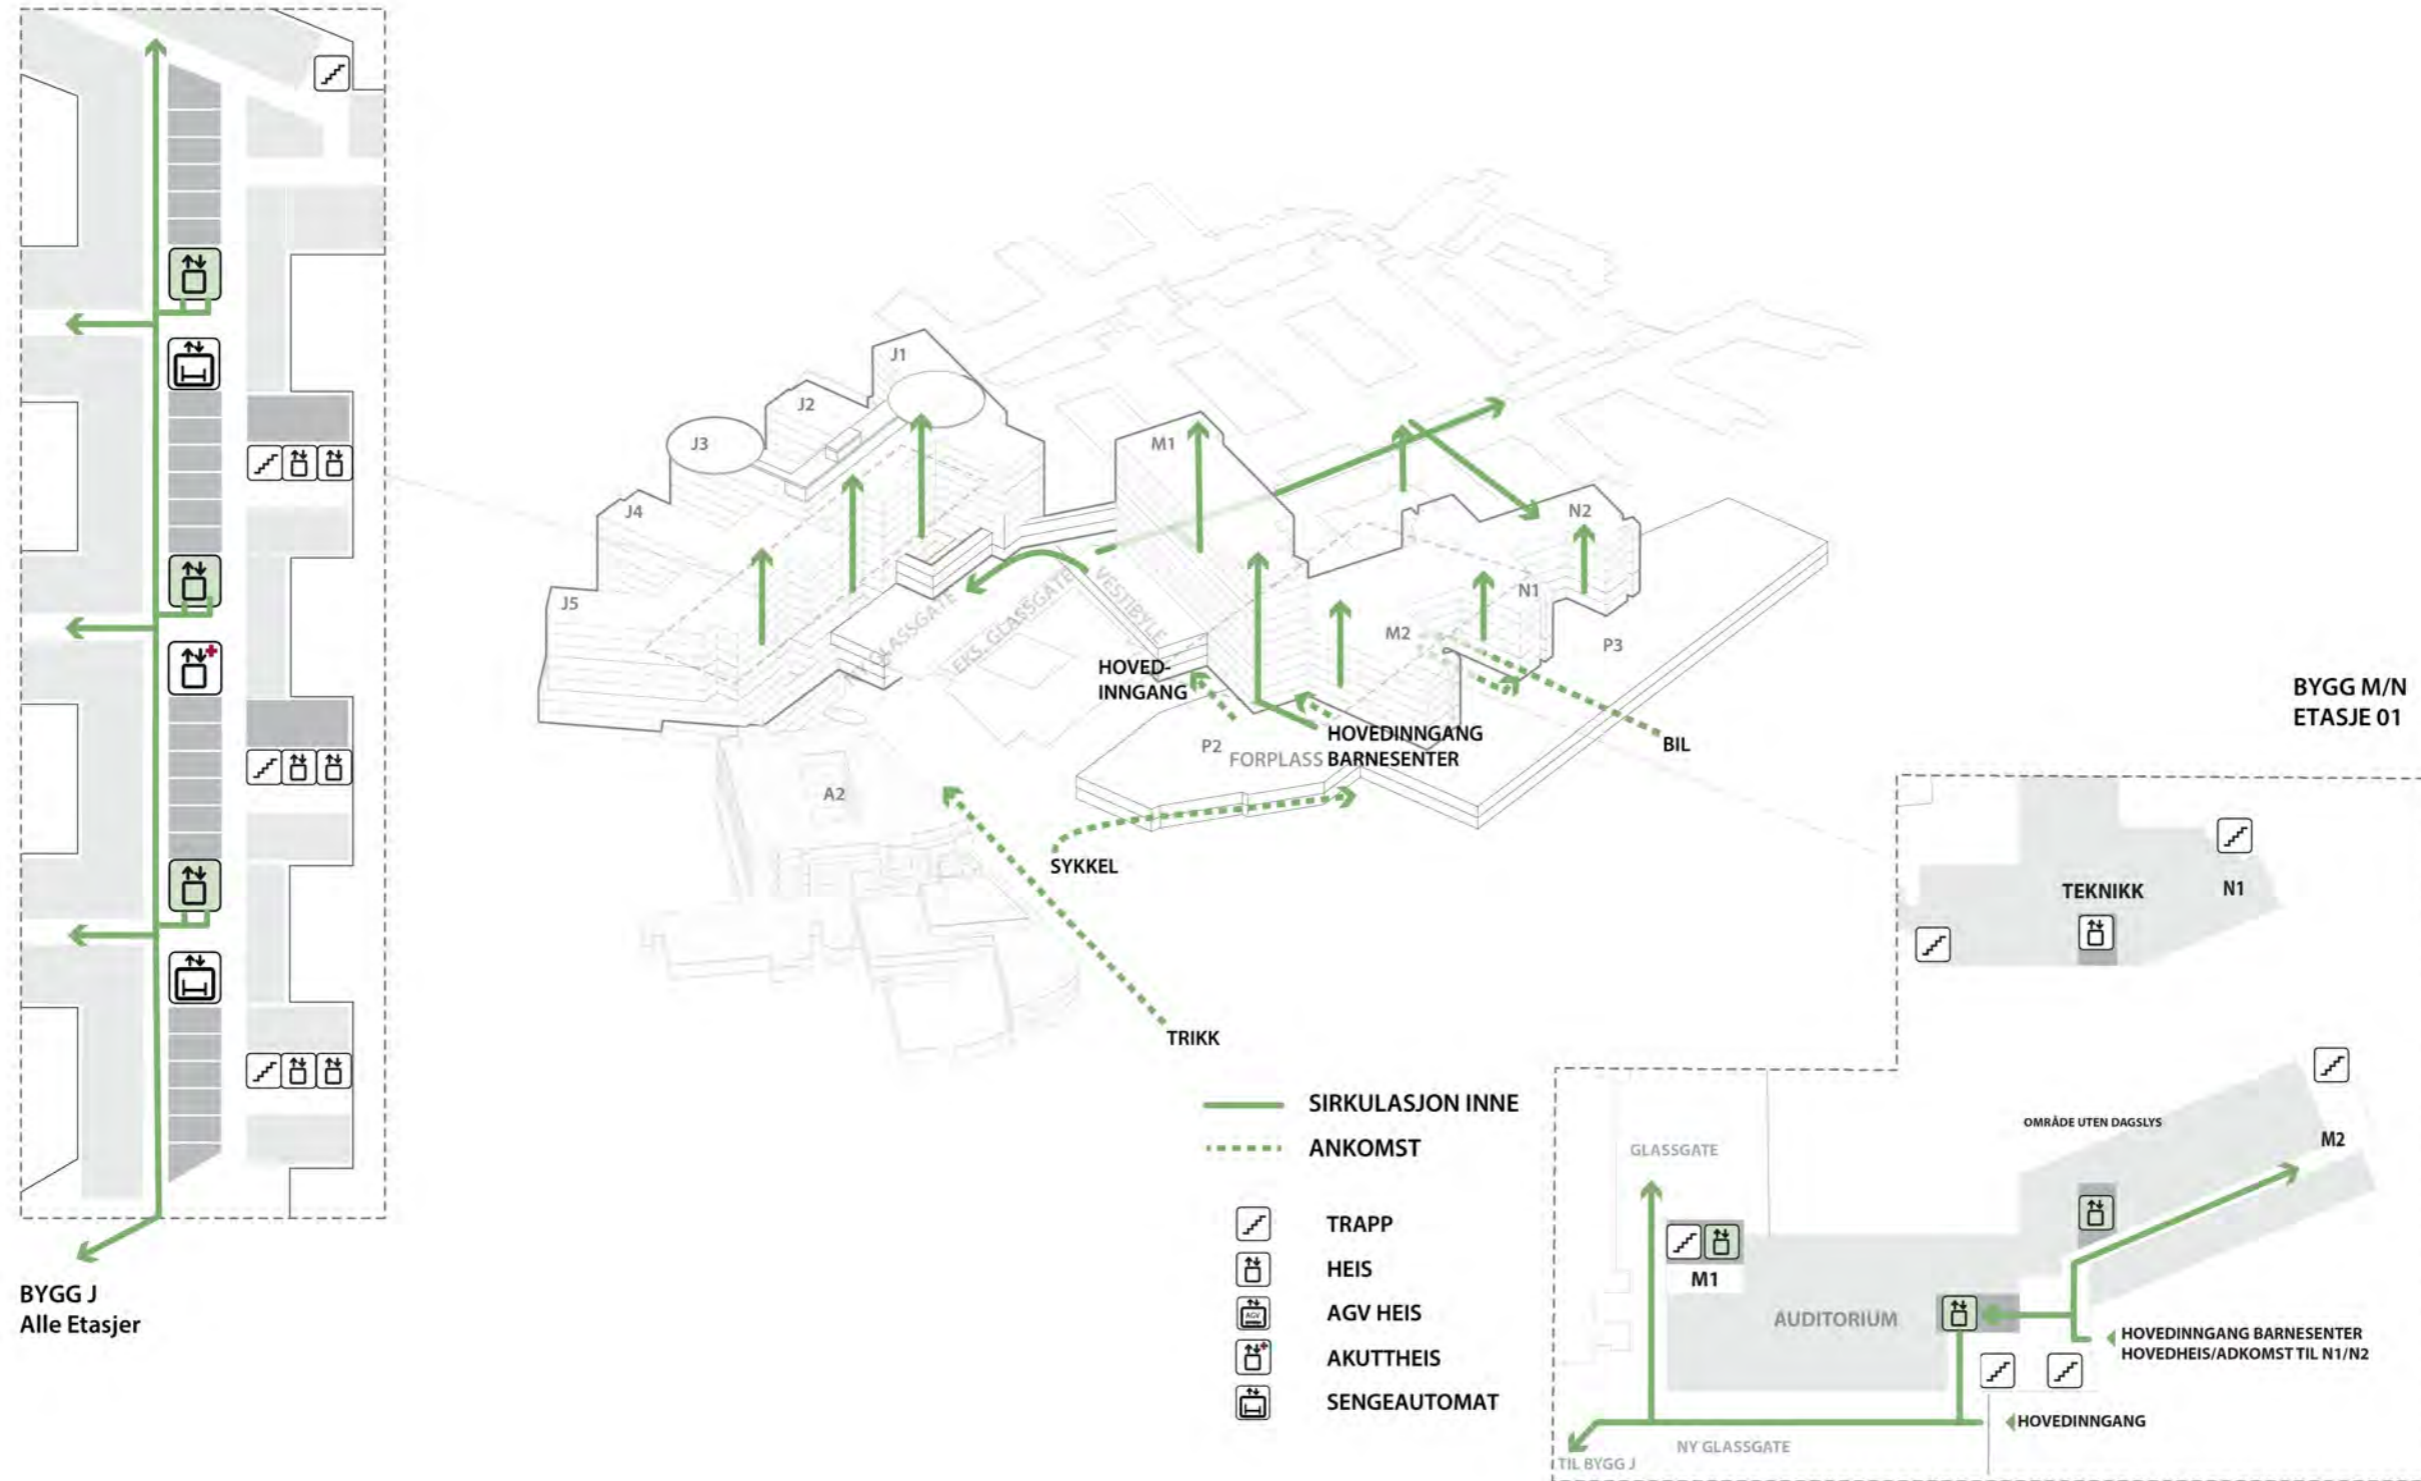 BYGG J
Alle Etasjer
J1
J2
J3
J4
J5
M1
N2
N1
M2
P3
NY GLASSGATE
EKS. GLASSGATE
VESTIBYLE
HOVED-
INNGANG
HOVEDINNGANG
BARNESENTER
P2
FORPLASS
BIL
A2
SYKKEL
TRIKK
SIRKULASJON INNE
ANKOMST
TRAPP
HEIS
AGV
AGV HEIS
AKUTTHEIS
SENGEAUTOMAT
BYGG M/N
ETASJE 01
TEKNIKK
N1
OMRÅDE UTEN DAGSLYS
M2
GLASSGATE
M1
AUDITORIUM
HOVEDINNGANG BARNESENTER
HOVEDHEIS/ADKOMST TIL N1/N2
HOVEDINNGANG
NY GLASSGATE
TIL BYGG J